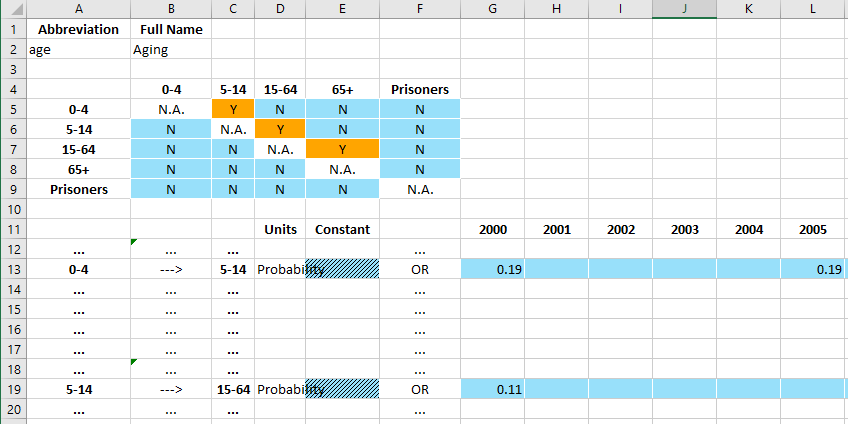 A B C D E F G H I J K L
1 Abbreviation Full Name
2 age Aging
3
4 0-4 5-14 15-64 65+ Prisoners
5 0-4 N.A. Y N N N
6 5-14 N N.A. Y N N
7 15-64 N N N.A. Y N
8 65+ N N N N.A. N
9 Prisoners N N N N N.A.
10
11 Units Constant 2000 2001 2002 2003 2004 2005
12 ... ... ... ...
13 0-4 ---> 5-14 Probability OR 0.19 0.19
14 ... ... ... ...
15 ... ... ... ...
16 ... ... ... ...
17 ... ... ... ...
18 ... ... ... ...
19 5-14 ---> 15-64 Probability OR 0.11
20 ... ... ... ...